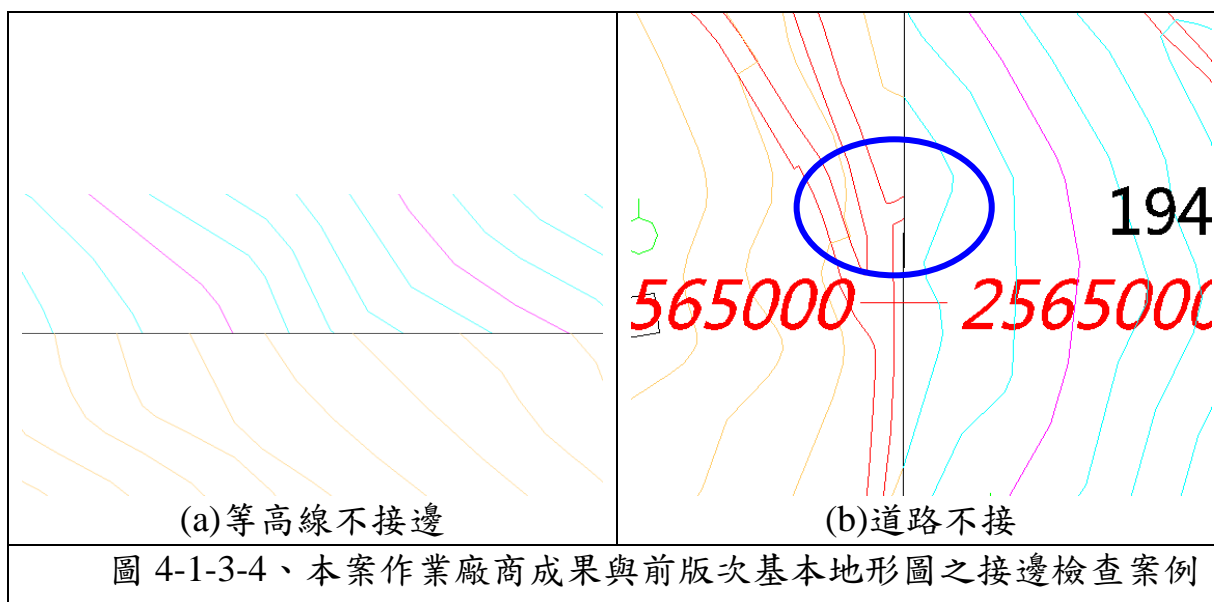 194
565000 2565000
(a)等高線不接邊
(b)道路不接
圖 4-1-3-4、本案作業廠商成果與前版次基本地形圖之接邊檢查案例